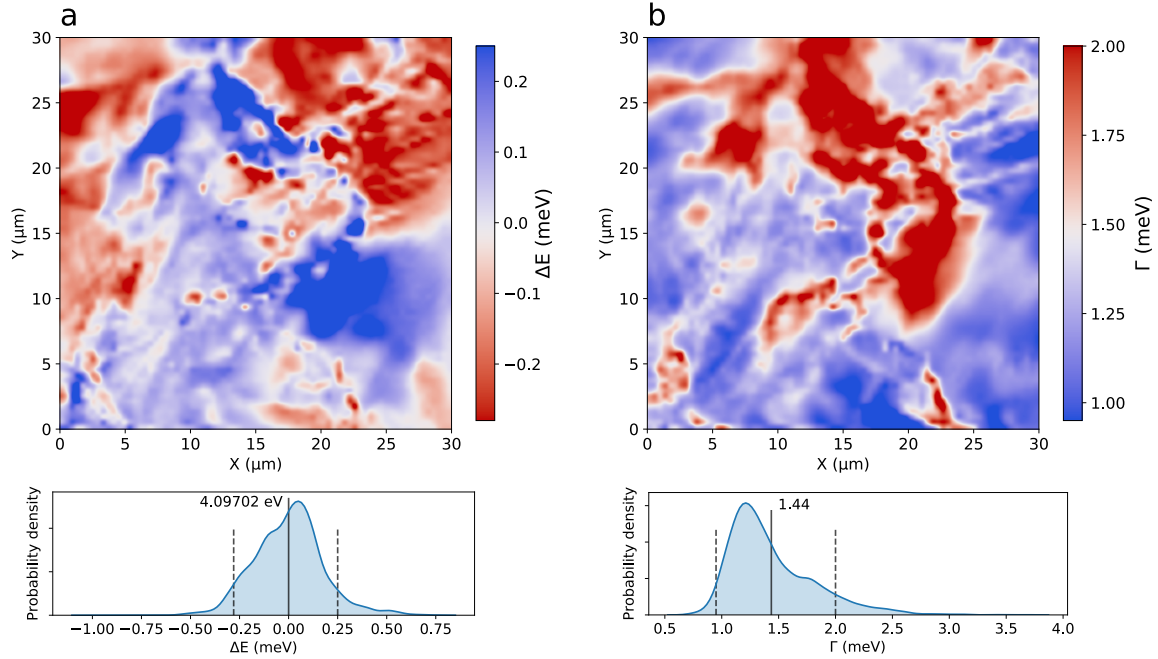 a
b
30
25
20
15
10
5
0
Y (μm)
0 5 10 15 20 25 30
X (μm)
0.2
0.1
0.0
−0.1
−0.2
ΔE (meV)
30
25
20
15
10
5
0
Y (μm)
0 5 10 15 20 25 30
X (μm)
2.00
1.75
1.50
1.25
1.00
Γ (meV)
Probability density
4.09702 eV
−1.00 −0.75 −0.50 −0.25 0.00 0.25 0.50 0.75
ΔE (meV)
Probability density
1.44
0.5 1.0 1.5 2.0 2.5 3.0 3.5 4.0
Γ (meV)